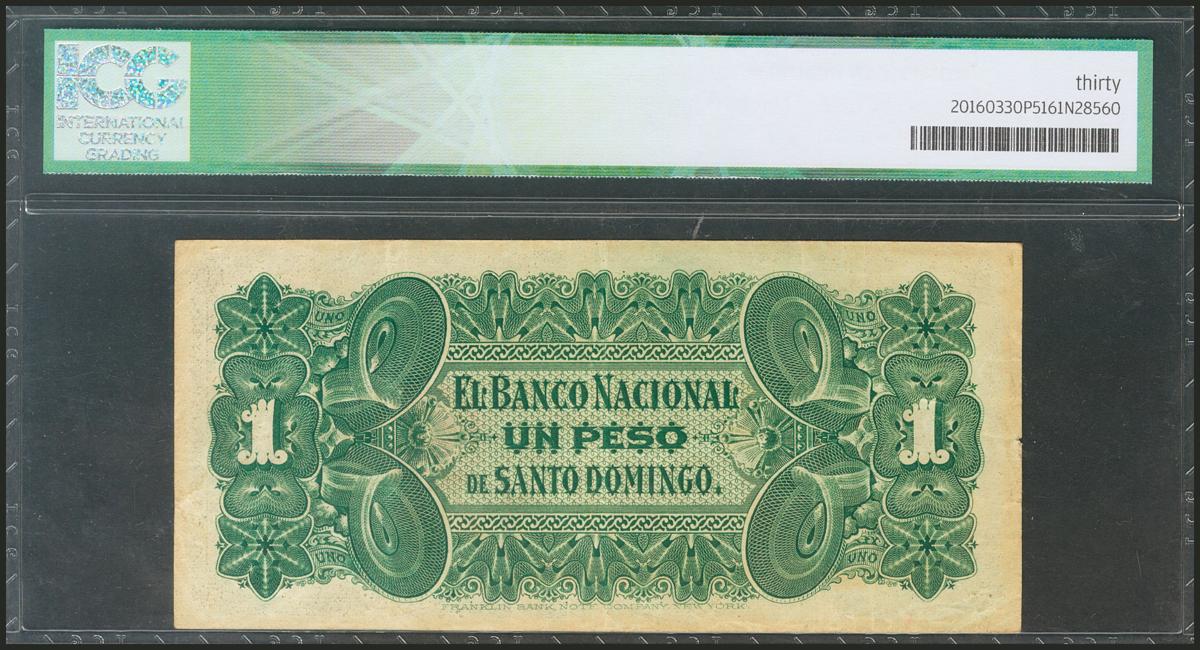 ICG
INTERNATIONAL
CURRENCY
GRADING
thirty
20160330P5161N28560
UNO
UNO
EL BANCO NACIONAL
1
UN PESO
1
DE SANTO DOMINGO.
UNO
UNO
FRANKLIN BANK NOTE COMPANY, NEW YORK.